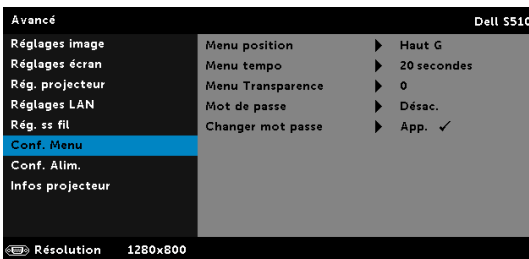 Avancé Dell S510
Réglages image
Réglages écran
Rég. projecteur
Réglages LAN
Rég. ss fil
Conf. Menu
Conf. Alim.
Infos projecteur
Menu position Haut G
Menu tempo 20 secondes
Menu Transparence 0
Mot de passe Désac.
Changer mot passe App. ✓
Résolution 1280x800